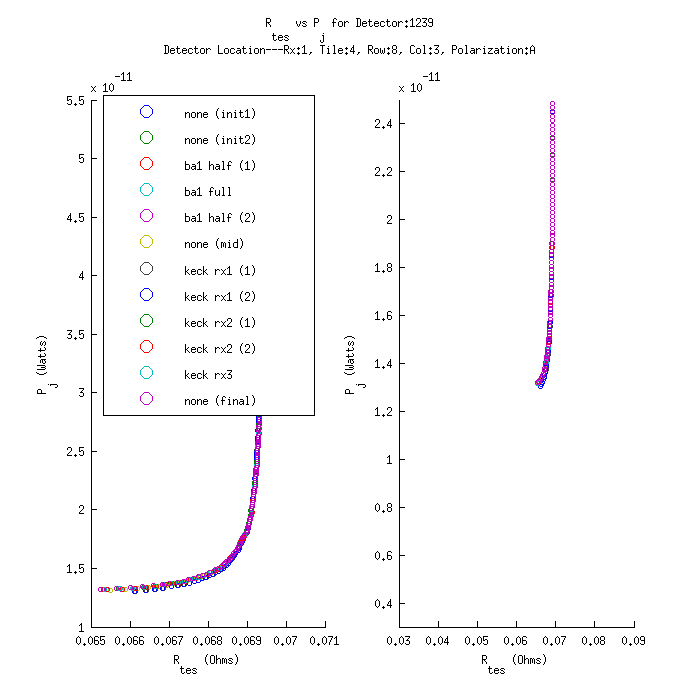 R_tes vs P_j for Detector:1239
Detector Location---Rx:1, Tile:4, Row:8, Col:3, Polarization:A
x 10^-11
5.5
5
4.5
4
3.5
3
2.5
2
1.5
1
P_j (Watts)
none (init1)
none (init2)
ba1 half (1)
ba1 full
ba1 half (2)
none (mid)
keck rx1 (1)
keck rx1 (2)
keck rx2 (1)
keck rx2 (2)
keck rx3
none (final)
0.065 0.066 0.067 0.068 0.069 0.07 0.071
R_tes (Ohms)
x 10^-11
2.4
2.2
2
1.8
1.6
1.4
1.2
1
0.8
0.6
0.4
P_j (Watts)
0.03 0.04 0.05 0.06 0.07 0.08 0.09
R_tes (Ohms)